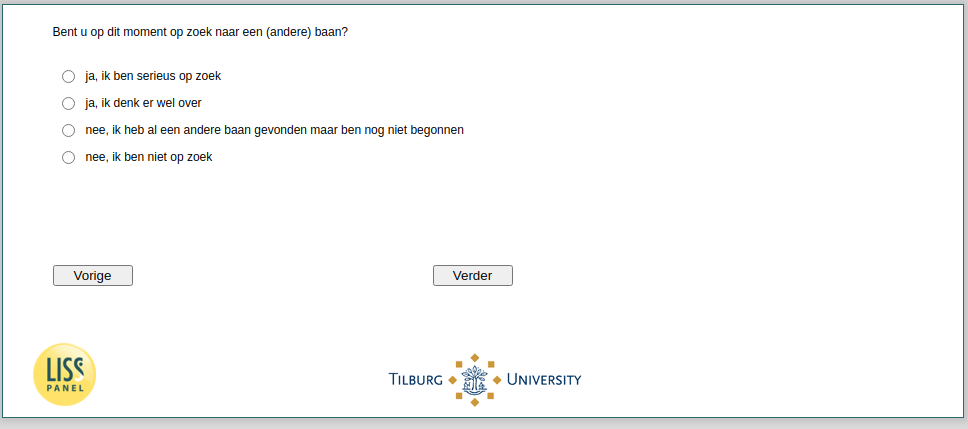 Bent u op dit moment op zoek naar een (andere) baan?
ja, ik ben serieus op zoek
ja, ik denk er wel over
nee, ik heb al een andere baan gevonden maar ben nog niet begonnen
nee, ik ben niet op zoek
Vorige
Verder
LISS
PANEL
TILBURG UNIVERSITY